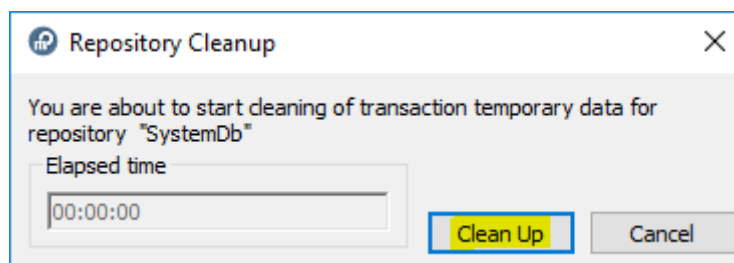 Repository Cleanup
You are about to start cleaning of transaction temporary data for
repository "SystemDb"
Elapsed time
00:00:00
Clean Up
Cancel